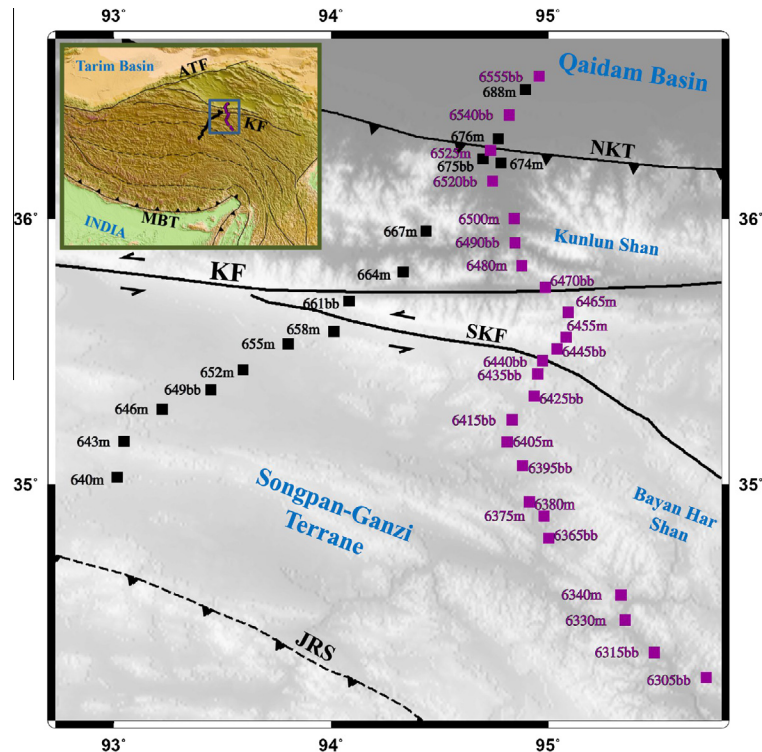 93
94
95
Tarim Basin
ATF
KF
MBT
INDIA
Qaidam Basin
6555bb
688m
6540bb
676m
6525m
NKT
675bb
674m
6520bb
36°
36°
6500m
667m
6490bb
Kunlun Shan
6480m
664m
KF
6470bb
661bb
6465m
658m
SKF
6455m
655m
6445bb
6440bb
652m
6435bb
649bb
6425bb
646m
6415bb
643m
6405m
640m
35°
35°
6395bb
Songpan-Ganzi
Terrane
Bayan Har
Shan
6380m
6375m
6365bb
6340m
6330m
JRS
6315bb
6305bb
93
94
95